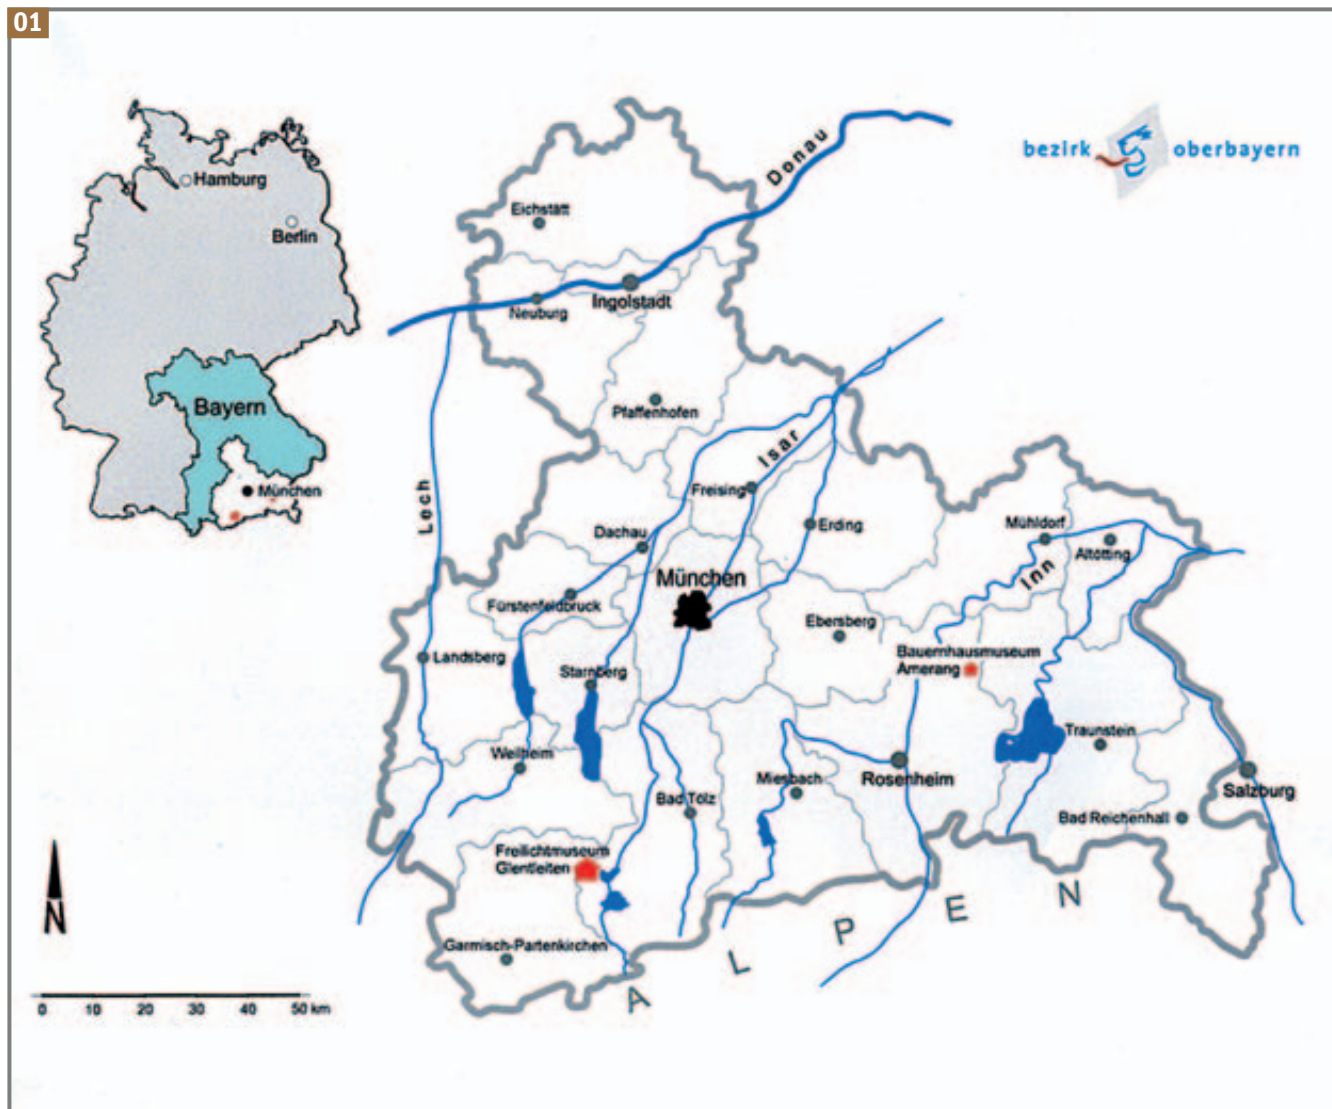 01
bezirk oberbayern
Hamburg
Berlin
Bayern
München
Donau
Eichstätt
Ingolstadt
Neuburg
Pfaffenhofen
Isar
Lech
Freising
Dachau
Erding
Mühldorf
Altötting
Inn
München
Fürstenfeldbruck
Ebersberg
Landsberg
Starnberg
Bauernhausmuseum
Amerang
Traunstein
Weilheim
Miesbach
Rosenheim
Bad Tölz
Salzburg
Bad Reichenhall
Freilichtmuseum
Glentleiten
Garmisch-Partenkirchen
A L P E N
N
0 10 20 30 40 50 km